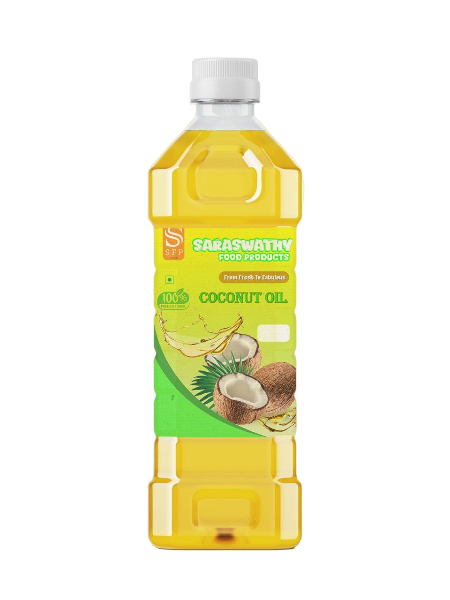 SFP
SARASWATHY
FOOD PRODUCTS
From Fresh To Fabulous
100%
COCONUT OIL